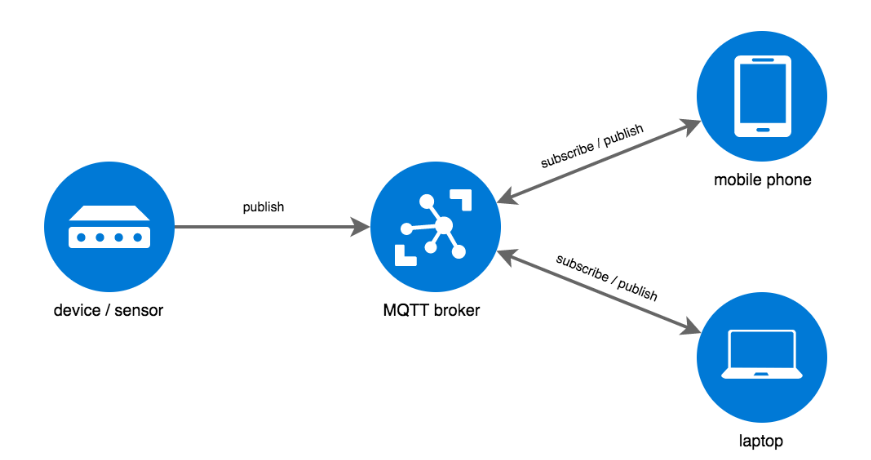 subscribe / publish
mobile phone
publish
device / sensor
MQTT broker
subscribe / publish
laptop